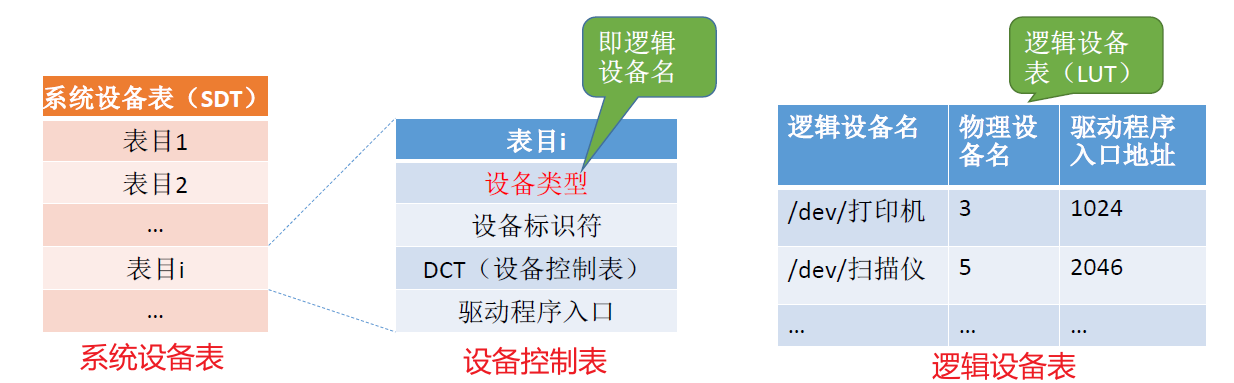 系统设备表（SDT）
表目1
表目2
...
表目i
...
系统设备表
即逻辑
设备名
表目i
设备类型
设备标识符
DCT（设备控制表）
驱动程序入口
设备控制表
逻辑设备
表（LUT）
逻辑设备名 物理设 驱动程序
备名 入口地址
/dev/打印机 3 1024
/dev/扫描仪 5 2046
... ... ...
逻辑设备表